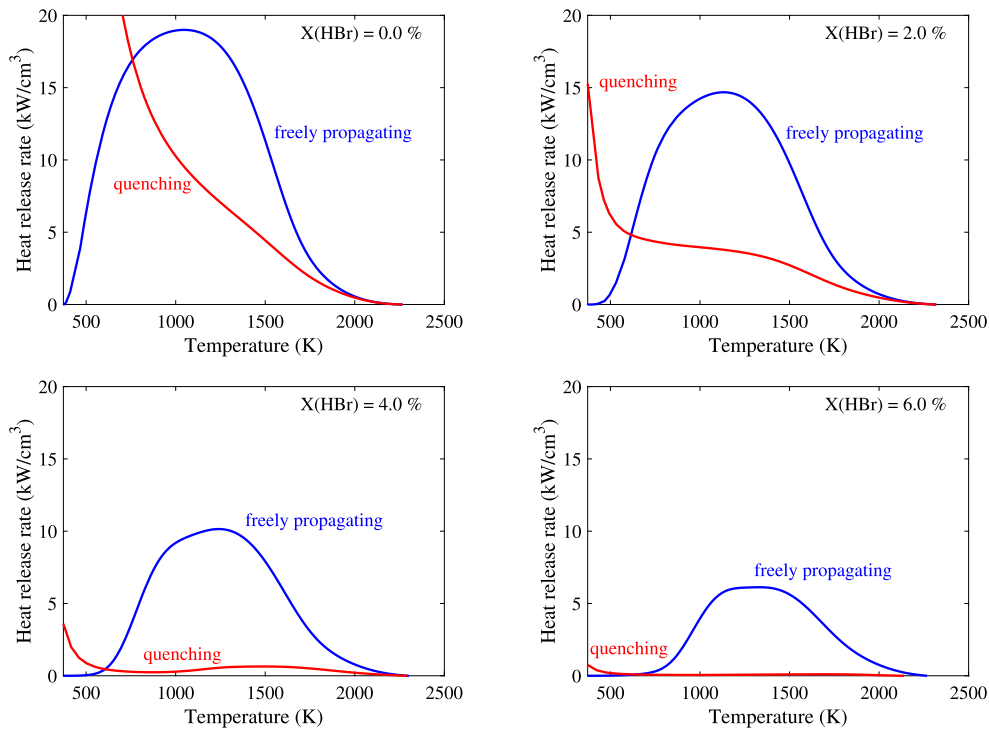 X(HBr) = 0.0 %
freely propagating
quenching
Heat release rate (kW/cm³)
20
15
10
5
0
500 1000 1500 2000 2500
Temperature (K)
X(HBr) = 2.0 %
quenching
freely propagating
Heat release rate (kW/cm³)
20
15
10
5
0
500 1000 1500 2000 2500
Temperature (K)
X(HBr) = 4.0 %
freely propagating
quenching
Heat release rate (kW/cm³)
20
15
10
5
0
500 1000 1500 2000 2500
Temperature (K)
X(HBr) = 6.0 %
freely propagating
quenching
Heat release rate (kW/cm³)
20
15
10
5
0
500 1000 1500 2000 2500
Temperature (K)